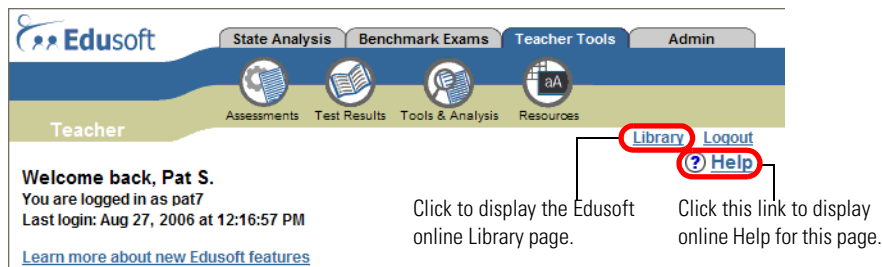 Edusoft
State Analysis Benchmark Exams Teacher Tools Admin
aA
Assessments Test Results Tools & Analysis Resources
Teacher
Library Logout
? Help
Welcome back, Pat S.
You are logged in as pat7
Last login: Aug 27, 2006 at 12:16:57 PM
Learn more about new Edusoft features
Click to display the Edusoft
online Library page.
Click this link to display
online Help for this page.